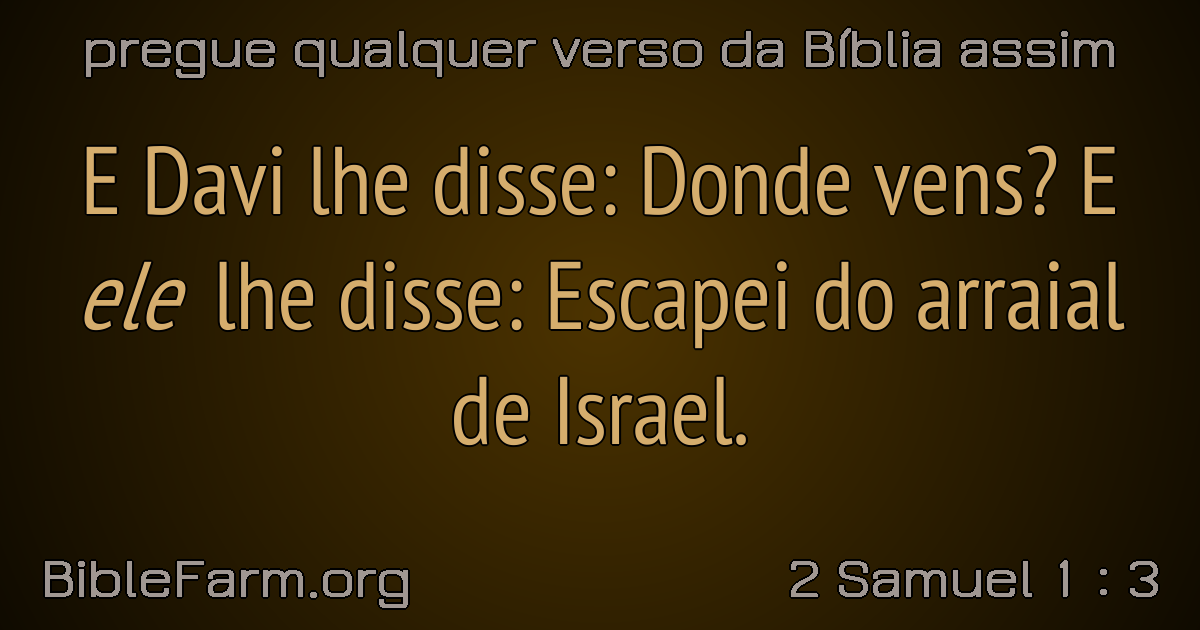 pregue qualquer verso da Bíblia assim
E Davi lhe disse: Donde vens? E
ele lhe disse: Escapei do arraial
de Israel.
BibleFarm.org
2 Samuel 1 : 3